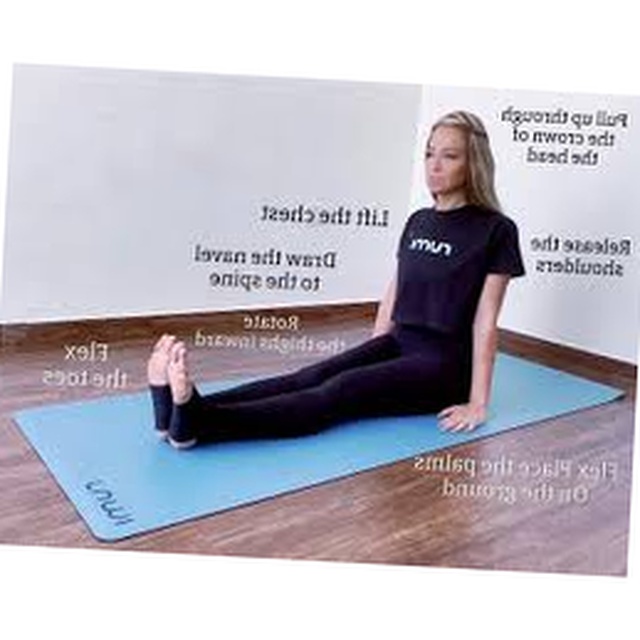 Pull up through
the crown of
the head
Lift the chest
Release the
shoulders
Draw the navel
to the spine
Rotate
the thighs inward
Flex
the toes
Flex Place the palms
On the ground